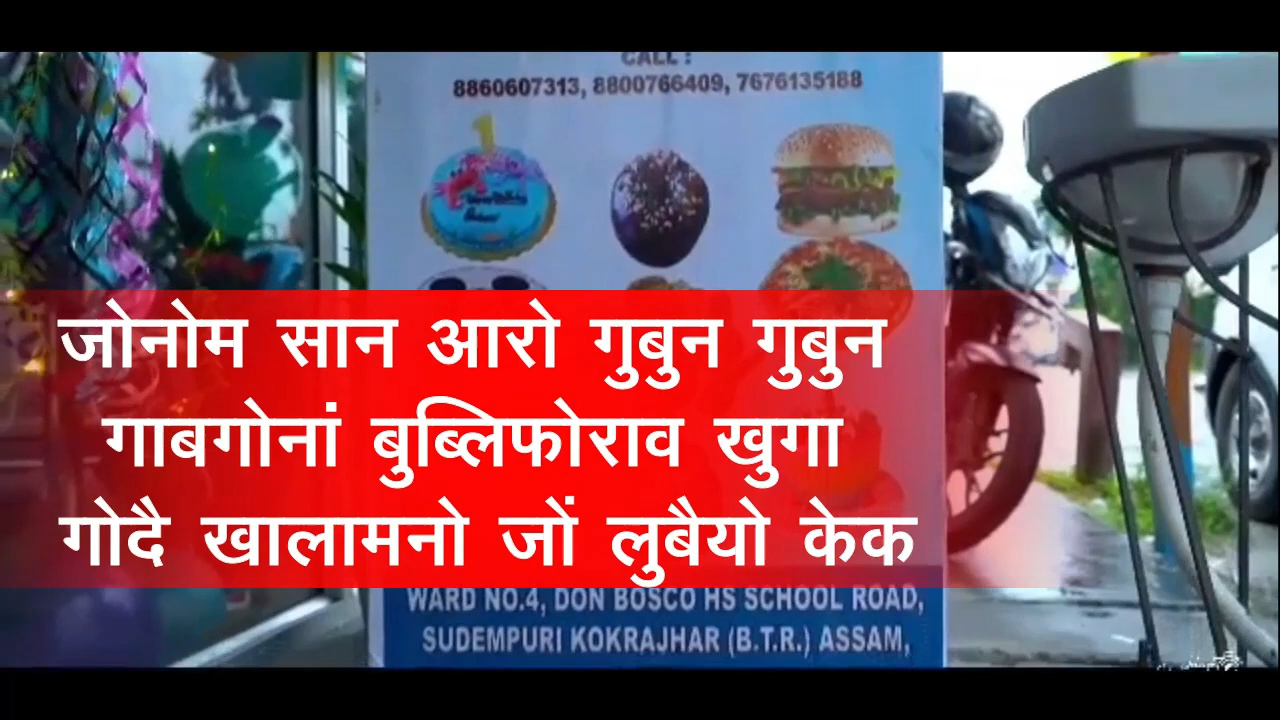 CALL :
8860607313, 8800766409, 7676135188
जोनोम सान आरो गुबुन गुबुन
गाबगोनां बुब्लिफोराव खुगा
गोदै खालामनो जों लुबैयो केक
WARD NO.4, DON BOSCO HS SCHOOL ROAD,
SUDEMPURI KOKRAJHAR (B.T.R.) ASSAM,